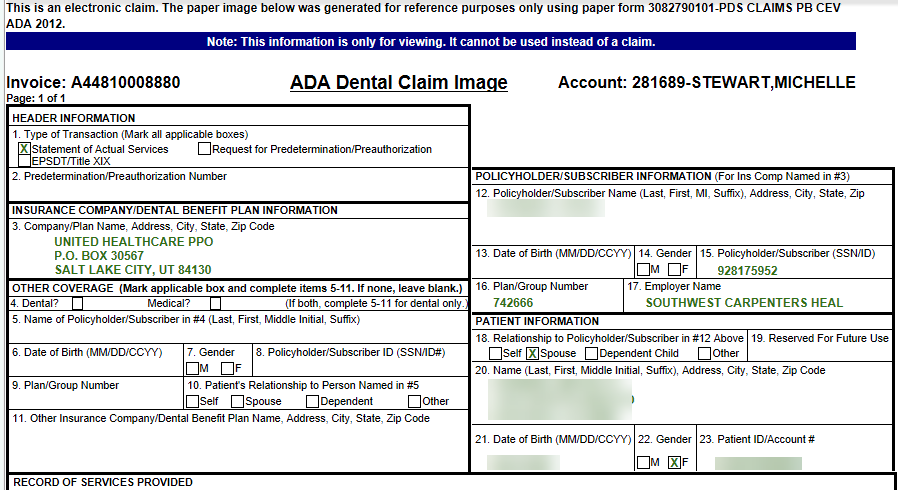 This is an electronic claim. The paper image below was generated for reference purposes only using paper form 3082790101-PDS CLAIMS PB CEV
ADA 2012.
Note: This information is only for viewing. It cannot be used instead of a claim.
Invoice: A44810008880
ADA Dental Claim Image
Account: 281689-STEWART,MICHELLE
Page: 1 of 1
HEADER INFORMATION
1. Type of Transaction (Mark all applicable boxes)
X Statement of Actual Services
Request for Predetermination/Preauthorization
EPSDT/Title XIX
2. Predetermination/Preauthorization Number
INSURANCE COMPANY/DENTAL BENEFIT PLAN INFORMATION
3. Company/Plan Name, Address, City, State, Zip Code
UNITED HEALTHCARE PPO
P.O. BOX 30567
SALT LAKE CITY, UT 84130
OTHER COVERAGE (Mark applicable box and complete items 5-11. If none, leave blank.)
4. Dental? Medical? (If both, complete 5-11 for dental only.)
5. Name of Policyholder/Subscriber in #4 (Last, First, Middle Initial, Suffix)
6. Date of Birth (MM/DD/CCYY)
7. Gender
M F
8. Policyholder/Subscriber ID (SSN/ID#)
9. Plan/Group Number
10. Patient's Relationship to Person Named in #5
Self Spouse Dependent Other
11. Other Insurance Company/Dental Benefit Plan Name, Address, City, State, Zip Code
POLICYHOLDER/SUBSCRIBER INFORMATION (For Ins Comp Named in #3)
12. Policyholder/Subscriber Name (Last, First, MI, Suffix), Address, City, State, Zip
13. Date of Birth (MM/DD/CCYY)
14. Gender
M F
15. Policyholder/Subscriber (SSN/ID)
928175952
16. Plan/Group Number
742666
17. Employer Name
SOUTHWEST CARPENTERS HEAL
PATIENT INFORMATION
18. Relationship to Policyholder/Subscriber in #12 Above
Self X Spouse Dependent Child Other
19. Reserved For Future Use
20. Name (Last, First, Middle Initial, Suffix), Address, City, State, Zip Code
21. Date of Birth (MM/DD/CCYY)
22. Gender
M X F
23. Patient ID/Account #
RECORD OF SERVICES PROVIDED